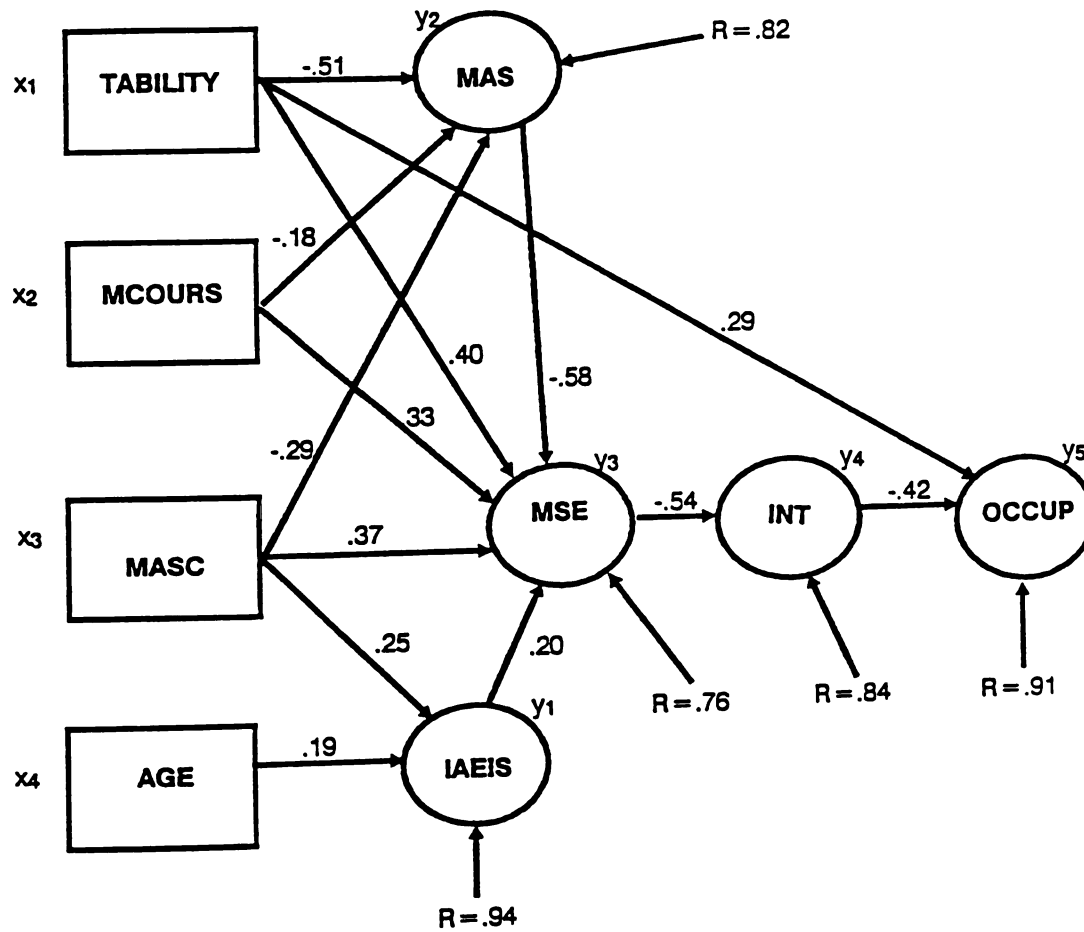 y2
R=.82
x1
TABILITY
-.51
MAS
-.18
x2
MCOURS
.29
.40
-.58
.33
-.29
y3
y4
y5
x3
MASC
.37
MSE
-.54
INT
-.42
OCCUP
.25
.20
R=.76
R=.84
R=.91
y1
x4
AGE
.19
IAEIS
R=.94